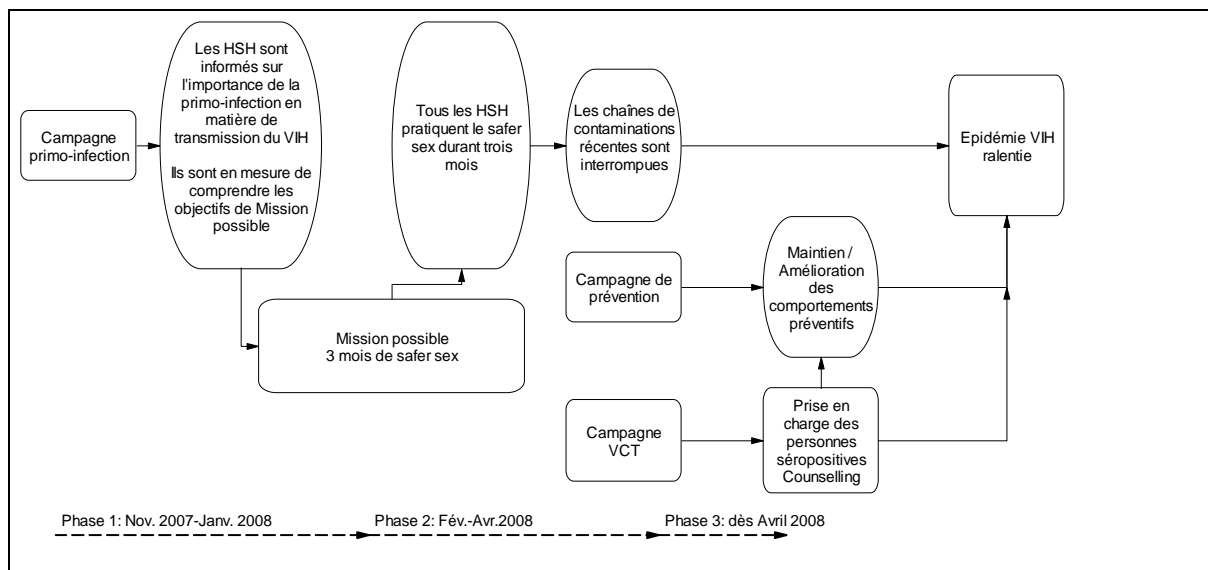 Campagne
primo-infection
Les HSH sont
informés sur
l'importance de la
primo-infection en
matière de
transmission du VIH
Ils sont en mesure de
comprendre les
objectifs de Mission
possible
Mission possible
3 mois de safer sex
Tous les HSH
pratiquent le safer
sex durant trois
mois
Les chaînes de
contaminations
récentes sont
interrompues
Epidémie VIH
ralentie
Campagne de
prévention
Maintien /
Amélioration
des
comportements
préventifs
Campagne
VCT
Prise en
charge des
personnes
séropositives
Counselling
Phase 1: Nov. 2007-Janv. 2008
Phase 2: Fév.-Avr.2008
Phase 3: dès Avril 2008